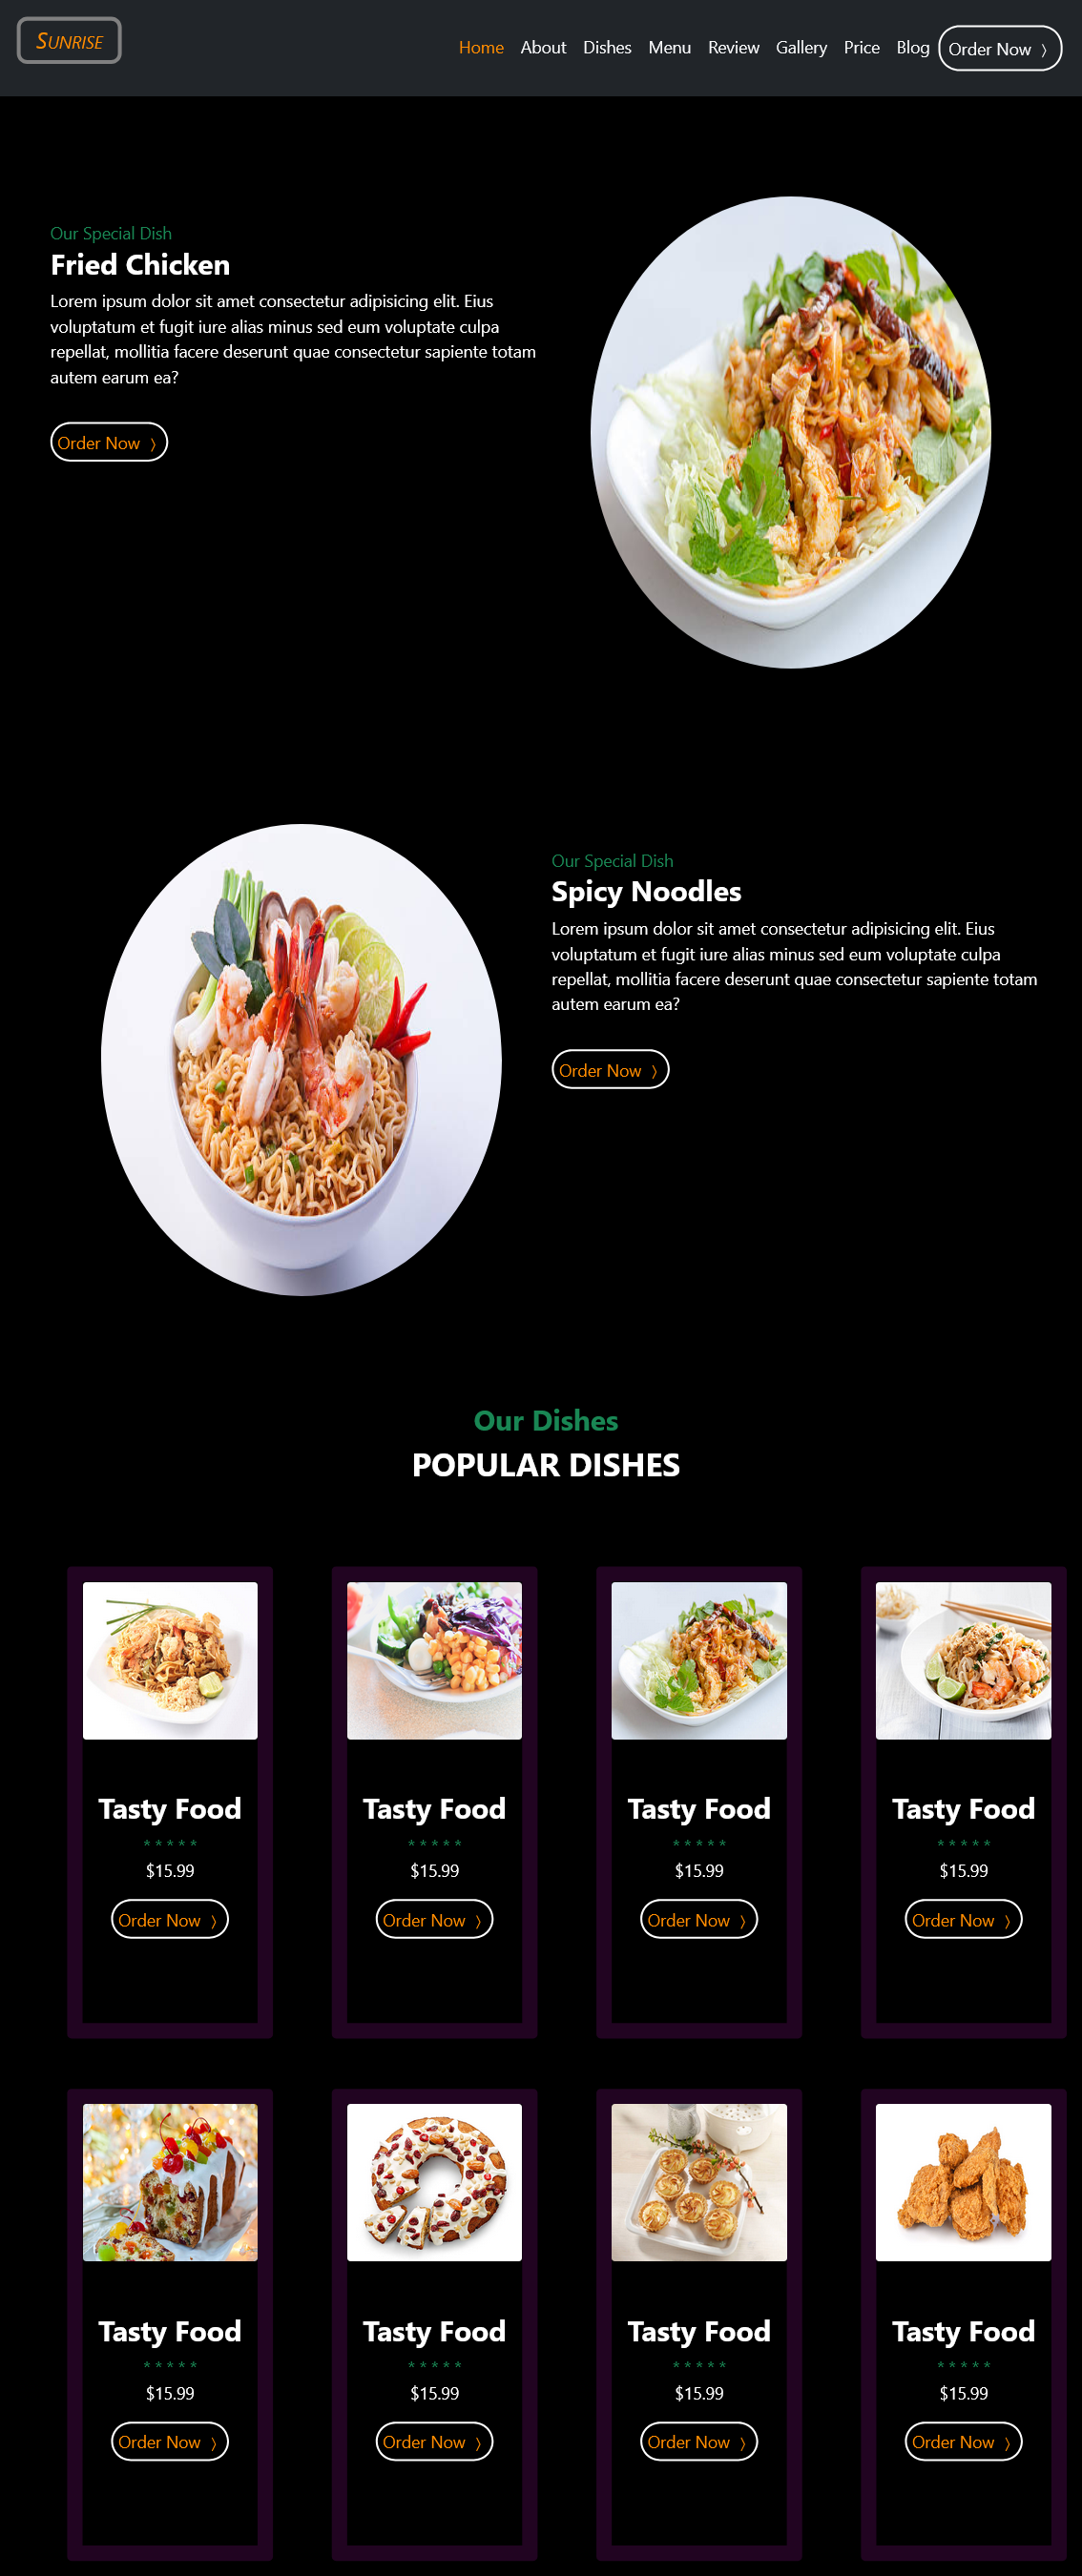 Sunrise
Home About Dishes Menu Review Gallery Price Blog Order Now 〉
Our Special Dish
Fried Chicken
Lorem ipsum dolor sit amet consectetur adipisicing elit. Eius
voluptatum et fugit iure alias minus sed eum voluptate culpa
repellat, mollitia facere deserunt quae consectetur sapiente totam
autem earum ea?
Order Now 〉
Our Special Dish
Spicy Noodles
Lorem ipsum dolor sit amet consectetur adipisicing elit. Eius
voluptatum et fugit iure alias minus sed eum voluptate culpa
repellat, mollitia facere deserunt quae consectetur sapiente totam
autem earum ea?
Order Now 〉
Our Dishes
POPULAR DISHES
Tasty Food Tasty Food Tasty Food Tasty Food
* * * * * * * * * * * * * * * * * * * *
$15.99 $15.99 $15.99 $15.99
Order Now 〉 Order Now 〉 Order Now 〉 Order Now 〉
Tasty Food Tasty Food Tasty Food Tasty Food
* * * * * * * * * * * * * * * * * * * *
$15.99 $15.99 $15.99 $15.99
Order Now 〉 Order Now 〉 Order Now 〉 Order Now 〉